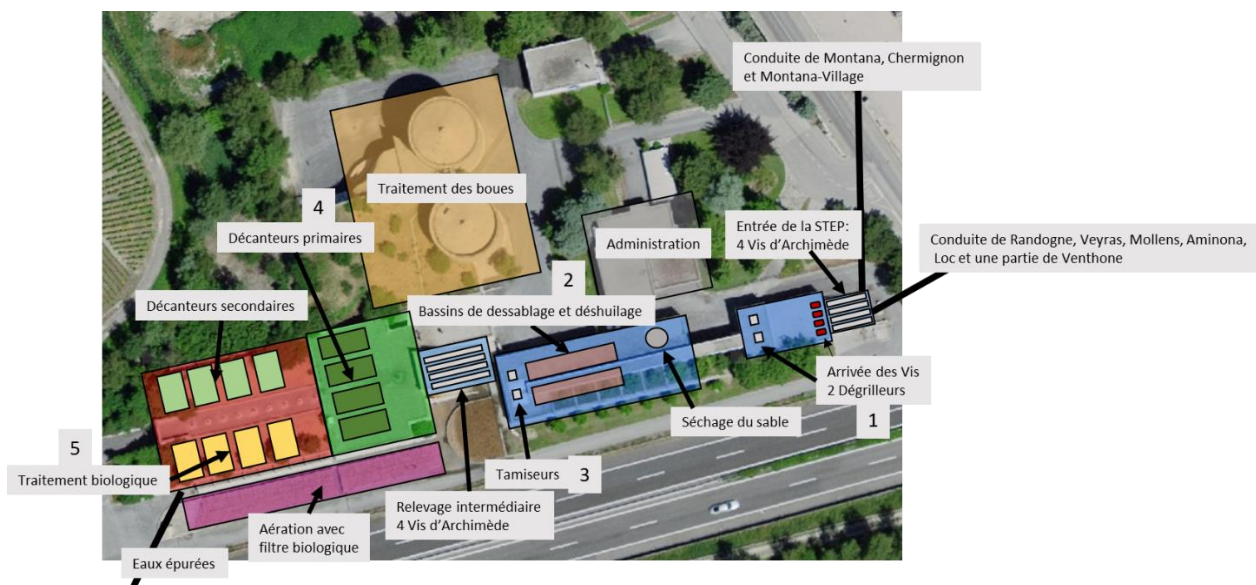 Conduite de Montana, Chermignon
et Montana-Village
Traitement des boues
4
Décanteurs primaires
Administration
Entrée de la STEP:
4 Vis d'Archimède
Conduite de Randogne, Veyras, Mollens, Aminona,
Loc et une partie de Venthone
2
Bassins de dessablage et déshuilage
Décanteurs secondaires
Arrivée des Vis
2 Dégrilleurs
1
Séchage du sable
5
Traitement biologique
Tamiseurs 3
Relevage intermédiaire
4 Vis d'Archimède
Aération avec
filtre biologique
Eaux épurées